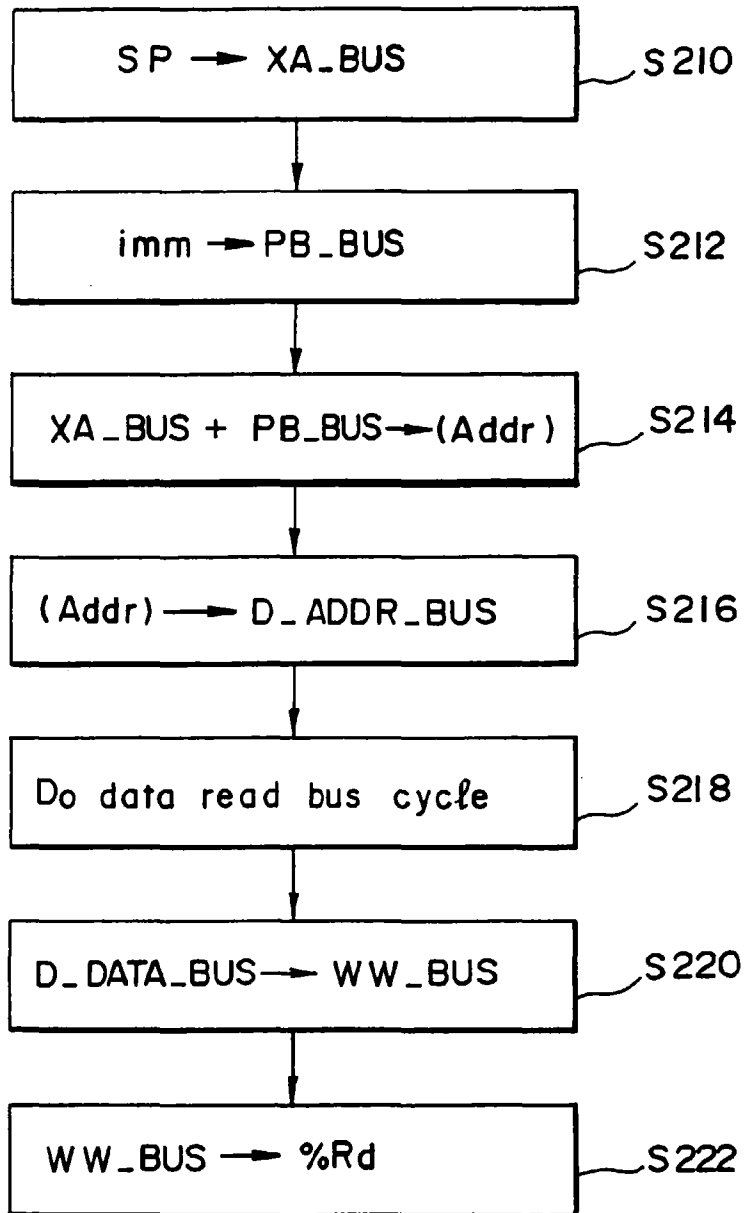 SP → XA_BUS
S210
imm → PB_BUS
S212
XA_BUS + PB_BUS → (Addr)
S214
(Addr) → D_ADDR_BUS
S216
Do data read bus cycle
S218
D_DATA_BUS → WW_BUS
S220
WW_BUS → %Rd
S222